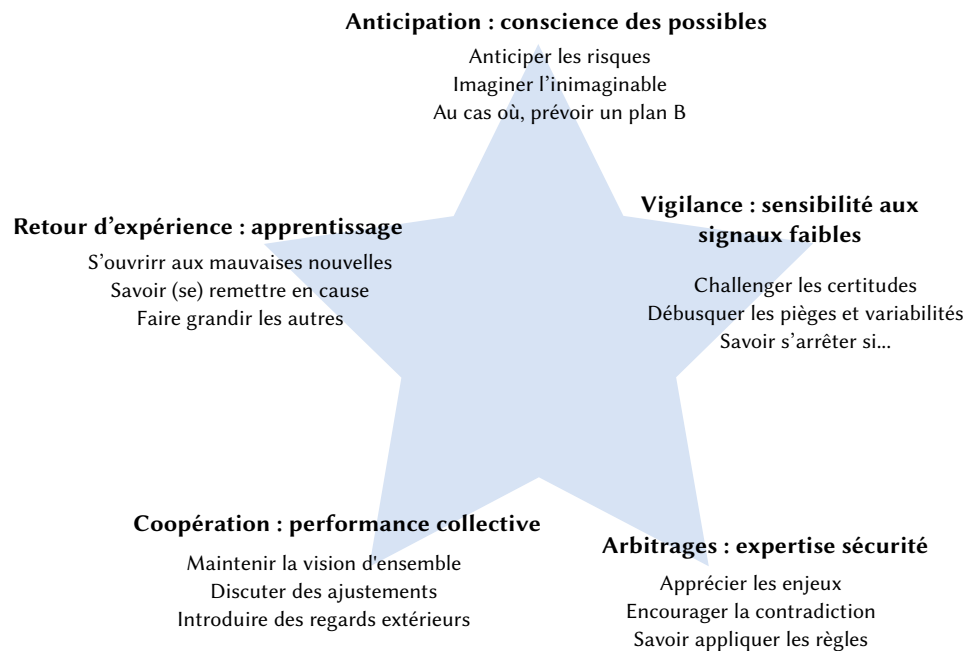 Anticipation : conscience des possibles
Anticiper les risques
Imaginer l’inimaginable
Au cas où, prévoir un plan B
Retour d’expérience : apprentissage
S’ouvrirr aux mauvaises nouvelles
Savoir (se) remettre en cause
Faire grandir les autres
Vigilance : sensibilité aux
signaux faibles
Challenger les certitudes
Débusquer les pièges et variabilités
Savoir s’arrêter si...
Coopération : performance collective
Maintenir la vision d'ensemble
Discuter des ajustements
Introduire des regards extérieurs
Arbitrages : expertise sécurité
Apprécier les enjeux
Encourager la contradiction
Savoir appliquer les règles